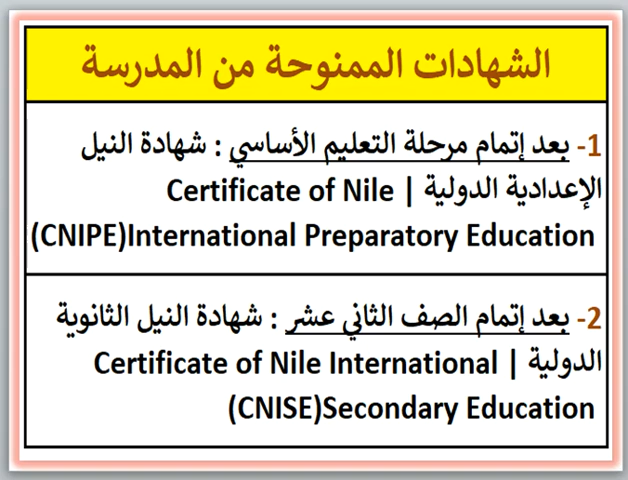 الشهادات الممنوحة من المدرسة
1- بعد إتمام مرحلة التعليم الأساسي : شهادة النيل
الإعدادية الدولية | Certificate of Nile
(CNIPE)International Preparatory Education
2- بعد إتمام الصف الثاني عشر : شهادة النيل الثانوية
الدولية | Certificate of Nile International
(CNISE)Secondary Education